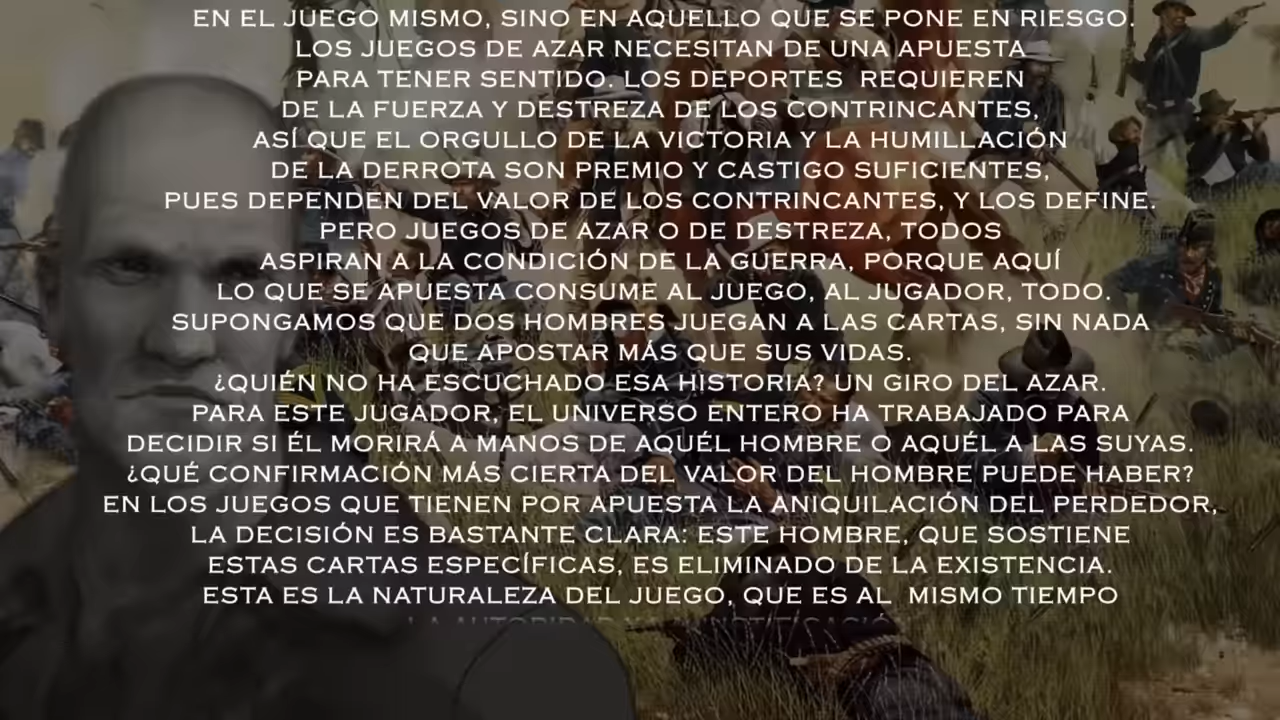 EN EL JUEGO MISMO, SINO EN AQUELLO QUE SE PONE EN RIESGO.
LOS JUEGOS DE AZAR NECESITAN DE UNA APUESTA
PARA TENER SENTIDO. LOS DEPORTES REQUIEREN
DE LA FUERZA Y DESTREZA DE LOS CONTRINCANTES,
ASÍ QUE EL ORGULLO DE LA VICTORIA Y LA HUMILLACIÓN
DE LA DERROTA SON PREMIO Y CASTIGO SUFICIENTES,
PUES DEPENDEN DEL VALOR DE LOS CONTRINCANTES, Y LOS DEFINE.
PERO JUEGOS DE AZAR O DE DESTREZA, TODOS
ASPIRAN A LA CONDICIÓN DE LA GUERRA, PORQUE AQUÍ
LO QUE SE APUESTA CONSUME AL JUEGO, AL JUGADOR, TODO.
SUPONGAMOS QUE DOS HOMBRES JUEGAN A LAS CARTAS, SIN NADA
QUE APOSTAR MÁS QUE SUS VIDAS.
¿QUIÉN NO HA ESCUCHADO ESA HISTORIA? UN GIRO DEL AZAR.
PARA ESTE JUGADOR, EL UNIVERSO ENTERO HA TRABAJADO PARA
DECIDIR SI ÉL MORIRÁ A MANOS DE AQUÉL HOMBRE O AQUÉL A LAS SUYAS.
¿QUÉ CONFIRMACIÓN MÁS CIERTA DEL VALOR DEL HOMBRE PUEDE HABER?
EN LOS JUEGOS QUE TIENEN POR APUESTA LA ANIQUILACIÓN DEL PERDEDOR,
LA DECISIÓN ES BASTANTE CLARA: ESTE HOMBRE, QUE SOSTIENE
ESTAS CARTAS ESPECÍFICAS, ES ELIMINADO DE LA EXISTENCIA.
ESTA ES LA NATURALEZA DEL JUEGO, QUE ES AL MISMO TIEMPO